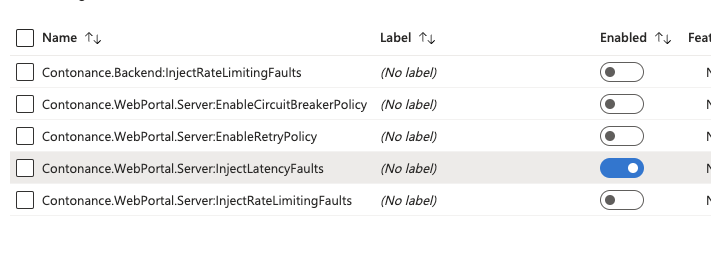 Name Label Enabled
Contonance.Backend:InjectRateLimitingFaults (No label)
Contonance.WebPortal.Server:EnableCircuitBreakerPolicy (No label)
Contonance.WebPortal.Server:EnableRetryPolicy (No label)
Contonance.WebPortal.Server:InjectLatencyFaults (No label)
Contonance.WebPortal.Server:InjectRateLimitingFaults (No label)